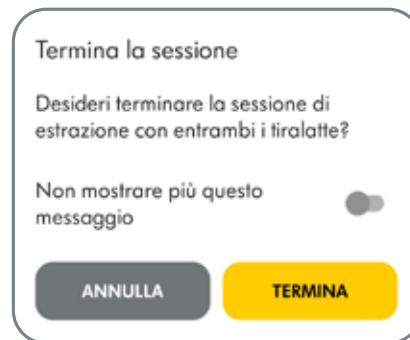 Termina la sessione
Desideri terminare la sessione di
estrazione con entrambi i tiralatte?
Non mostrare più questo
messaggio
ANNULLA
TERMINA